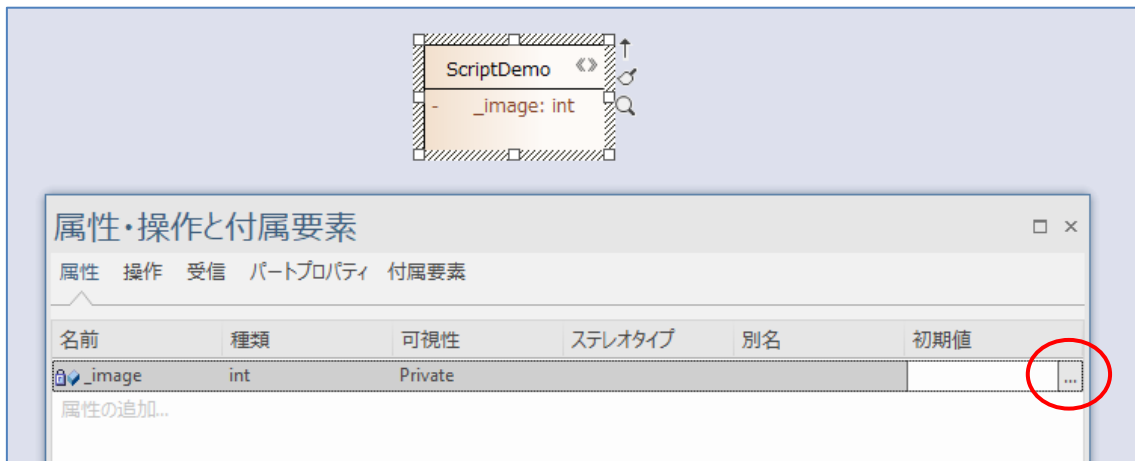 ScriptDemo «»
- _image: int
属性・操作と付属要素
属性 操作 受信 パートプロパティ 付属要素
名前 種類 可視性 ステレオタイプ 別名 初期値
_image int Private ...
属性の追加...